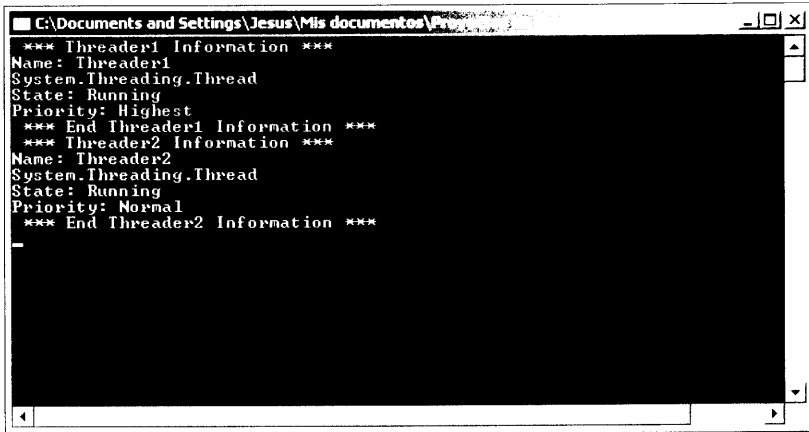 C:\Documents and Settings\Jesus\Mis documentos\
*** Threader1 Information ***
Name: Threader1
System.Threading.Thread
State: Running
Priority: Highest
*** End Threader1 Information ***
*** Threader2 Information ***
Name: Threader2
System.Threading.Thread
State: Running
Priority: Normal
*** End Threader2 Information ***